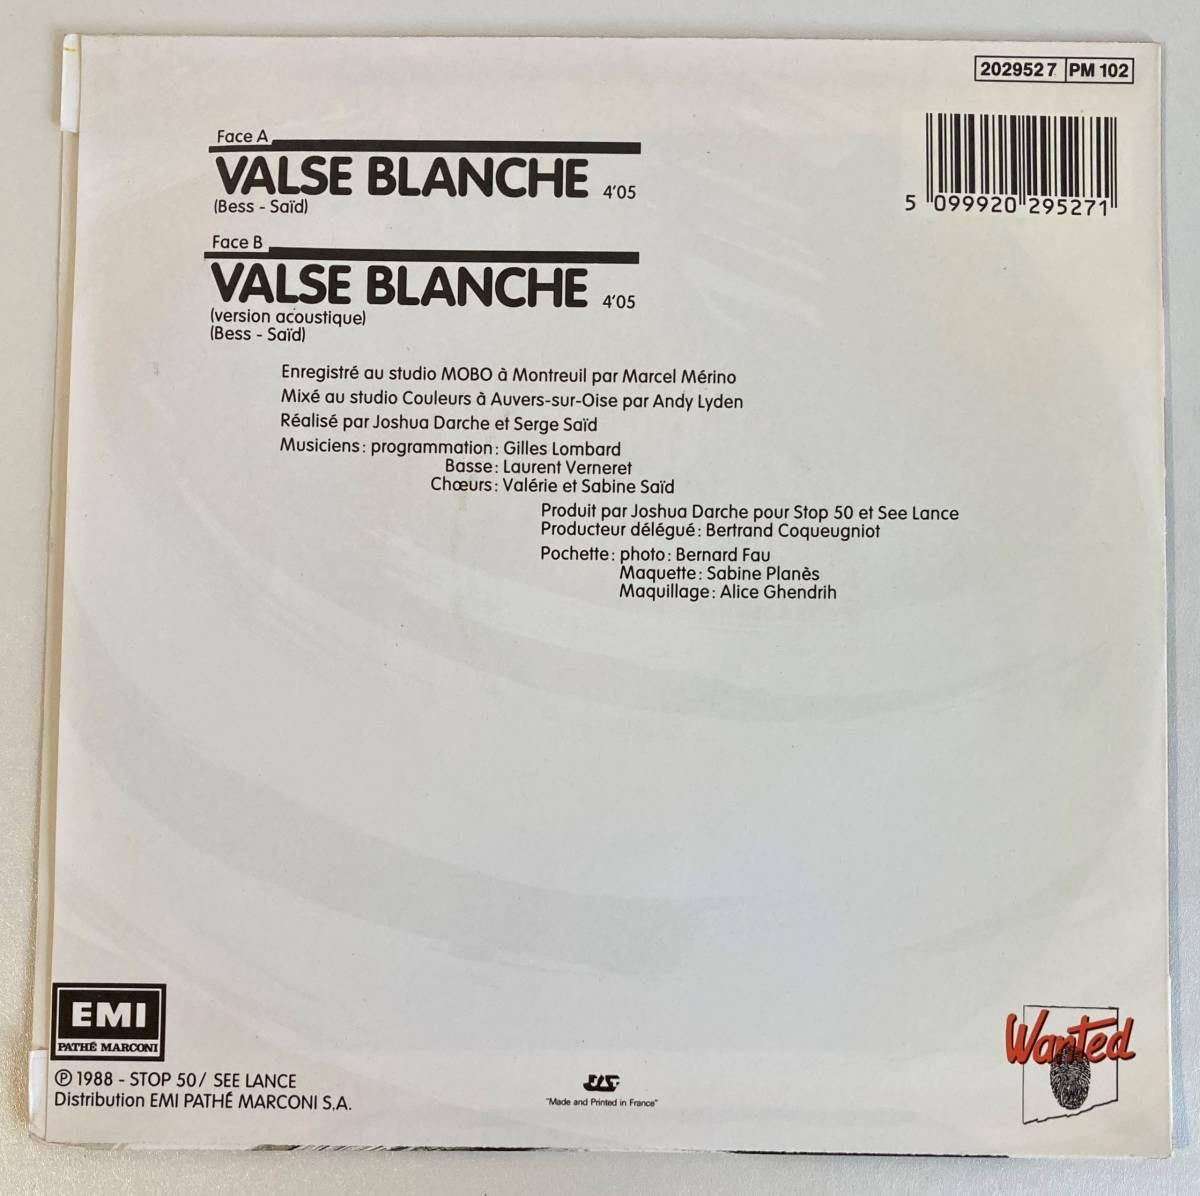 2029527 PM 102
5 099920 295271
Face A
VALSE BLANCHE 4'05
(Bess - Saïd)
Face B
VALSE BLANCHE 4'05
(version acoustique)
(Bess - Saïd)
Enregistré au studio MOBO à Montreuil par Marcel Mérino
Mixé au studio Couleurs à Auvers-sur-Oise par Andy Lyden
Réalisé par Joshua Darche et Serge Saïd
Musiciens : programmation : Gilles Lombard
Basse : Laurent Verneret
Chœurs : Valérie et Sabine Saïd
Produit par Joshua Darche pour Stop 50 et See Lance
Producteur délégué : Bertrand Coqueugniot
Pochette : photo : Bernard Fau
Maquette : Sabine Planès
Maquillage : Alice Ghendrih
EMI
PATHÉ MARCONI
℗ 1988 - STOP 50/ SEE LANCE
Distribution EMI PATHÉ MARCONI S.A.
"Made and Printed in France"
Wanted